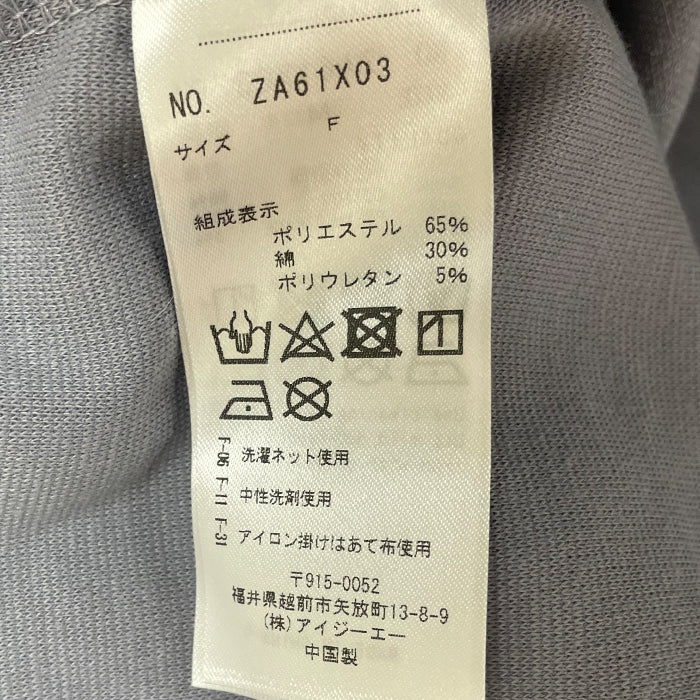 NO. ZA61X03
サイズ F
組成表示
ポリエステル 65%
綿 30%
ポリウレタン 5%
F-06 洗濯ネット使用
F-11 中性洗剤使用
F-31 アイロン掛けはあて布使用
〒915-0052
福井県越前市矢放町13-8-9
(株)アイジーエー
中国製